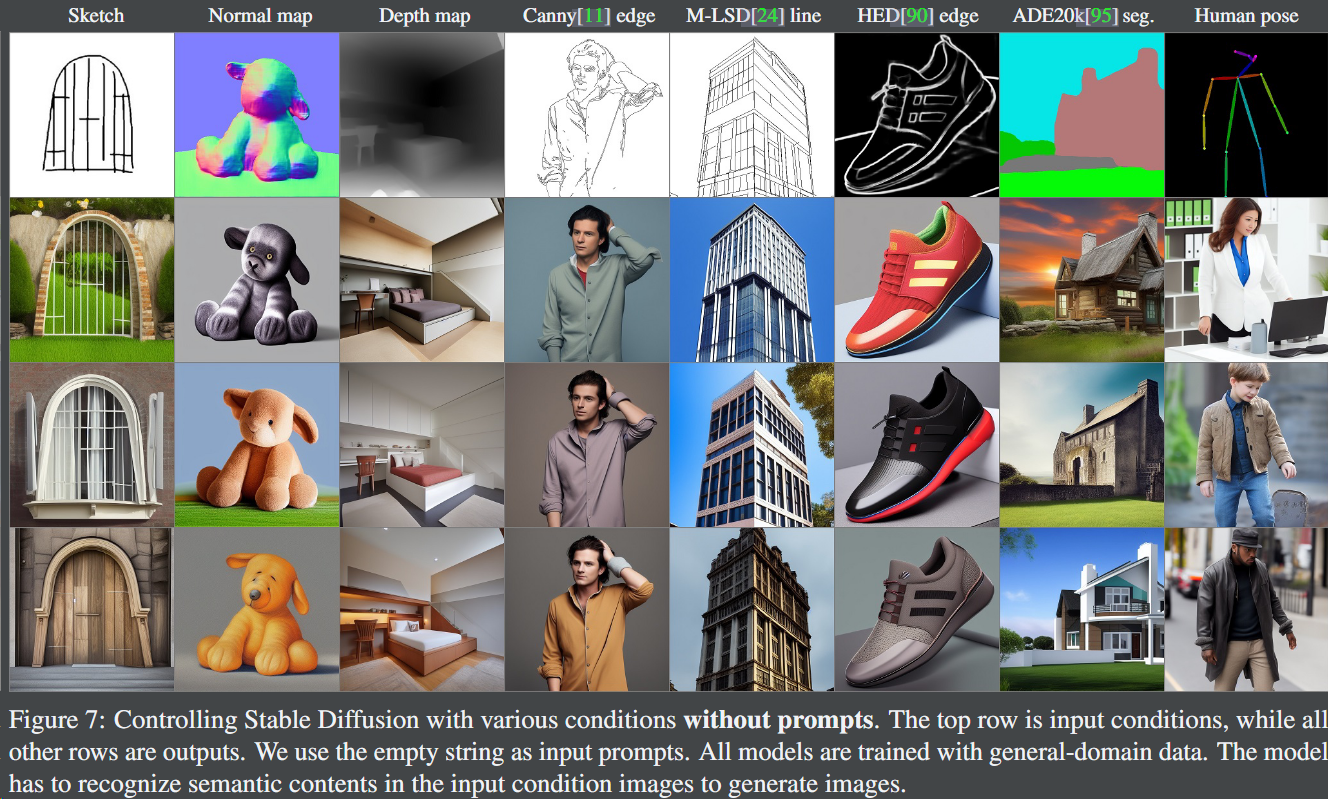 Sketch Normal map Depth map Canny[11] edge M-LSD[24] line HED[90] edge ADE20k[95] seg. Human pose
Figure 7: Controlling Stable Diffusion with various conditions without prompts. The top row is input conditions, while all
other rows are outputs. We use the empty string as input prompts. All models are trained with general-domain data. The model
has to recognize semantic contents in the input condition images to generate images.